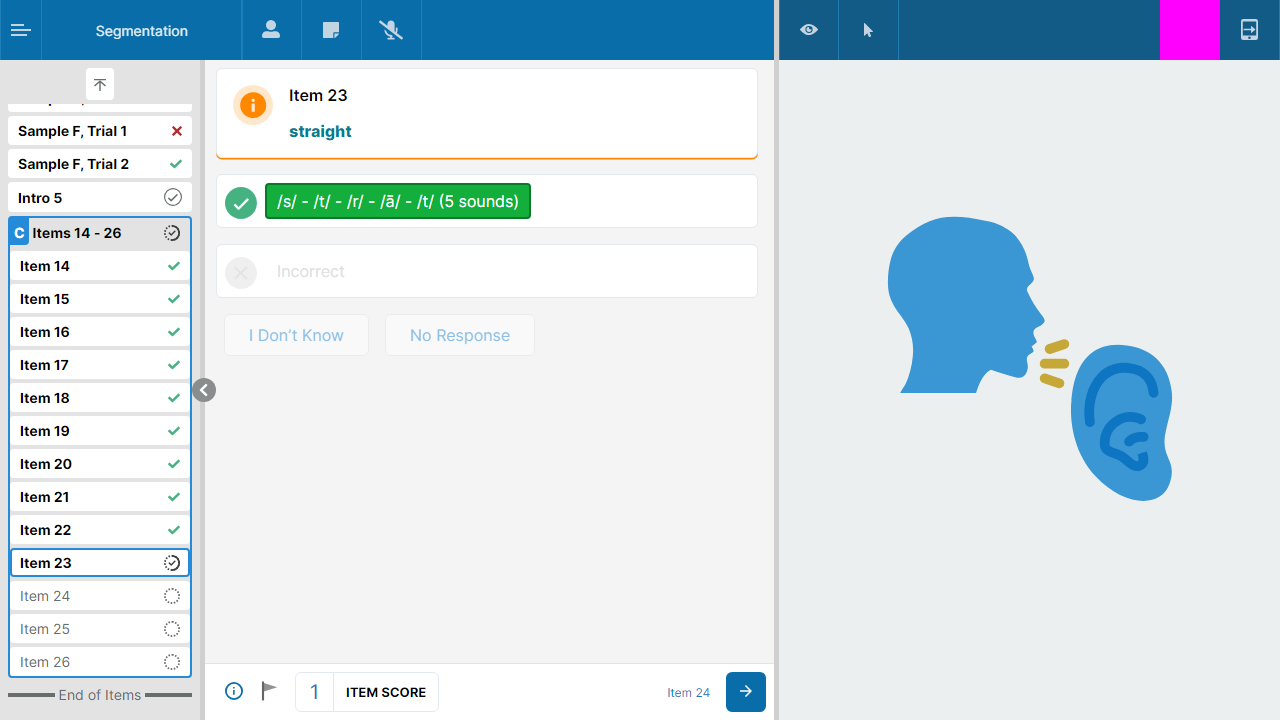 Segmentation
Sample F, Trial 1
Sample F, Trial 2
Intro 5
C Items 14 - 26
Item 14
Item 15
Item 16
Item 17
Item 18
Item 19
Item 20
Item 21
Item 22
Item 23
Item 24
Item 25
Item 26
End of Items
Item 23
straight
/s/ - /t/ - /r/ - /ā/ - /t/ (5 sounds)
Incorrect
I Don't Know
No Response
1 ITEM SCORE
Item 24